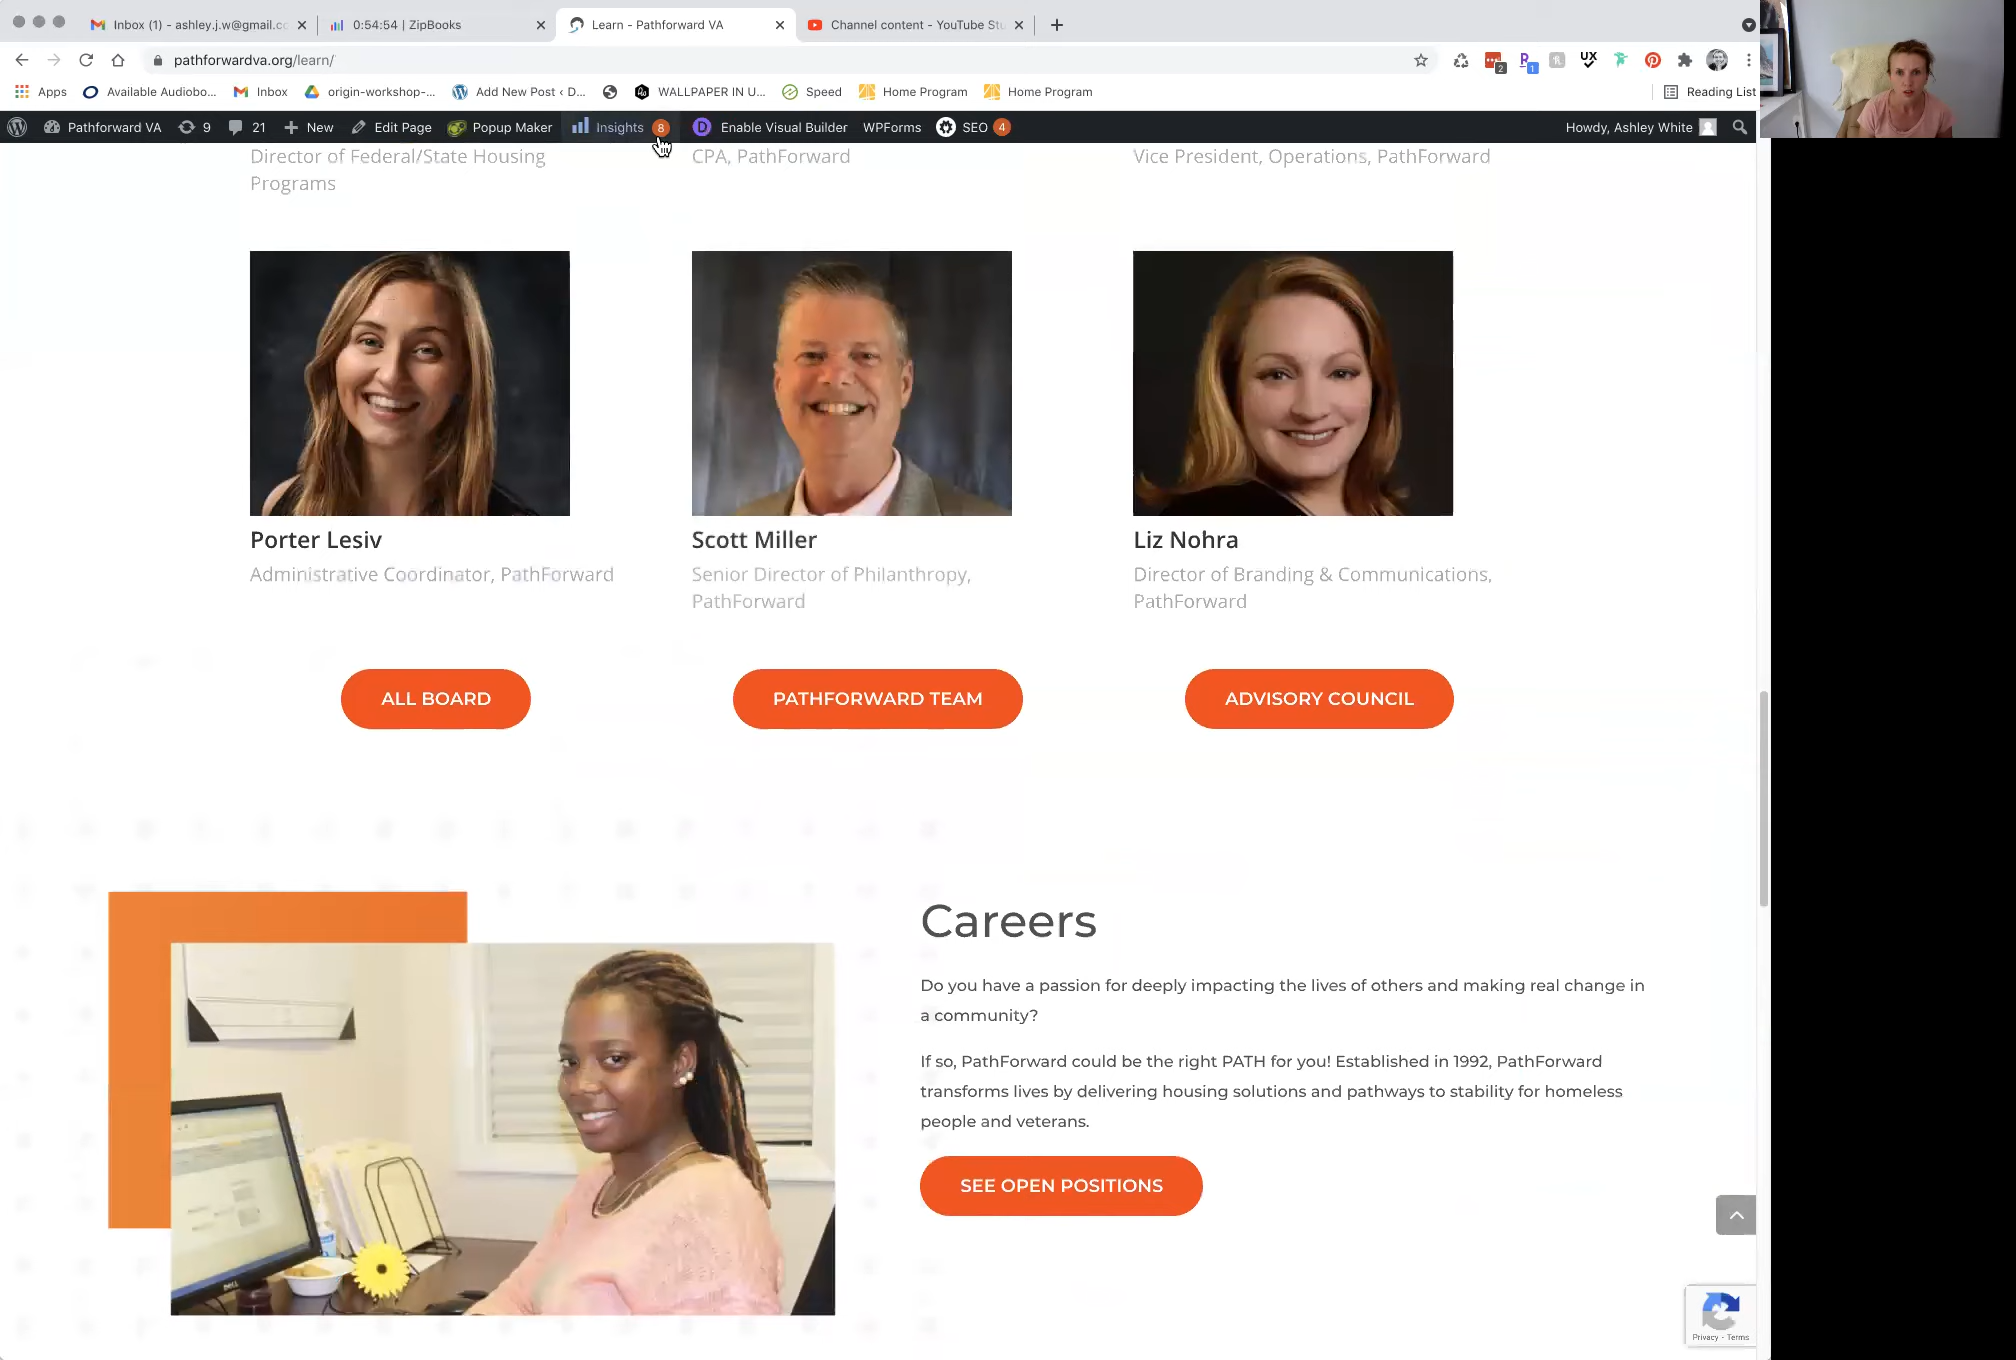 Inbox (1) - ashley.j.w@gmail.cc
0:54:54 | ZipBooks
Learn - Pathforward VA
Channel content - YouTube Stu
pathforwardva.org/learn/
Apps
Available Audiobo...
Inbox
origin-workshop-...
Add New Post ‹ D...
WALLPAPER IN U...
Speed
Home Program
Home Program
Reading List
Pathforward VA
9
21
New
Edit Page
Popup Maker
Insights 8
Enable Visual Builder
WPForms
SEO 4
Howdy, Ashley White
Director of Federal/State Housing
Programs
CPA, PathForward
Vice President, Operations, PathForward
Porter Lesiv
Administrative Coordinator, PathForward
Scott Miller
Senior Director of Philanthropy,
PathForward
Liz Nohra
Director of Branding & Communications,
PathForward
ALL BOARD
PATHFORWARD TEAM
ADVISORY COUNCIL
Careers
Do you have a passion for deeply impacting the lives of others and making real change in
a community?
If so, PathForward could be the right PATH for you! Established in 1992, PathForward
transforms lives by delivering housing solutions and pathways to stability for homeless
people and veterans.
SEE OPEN POSITIONS
Privacy - Terms